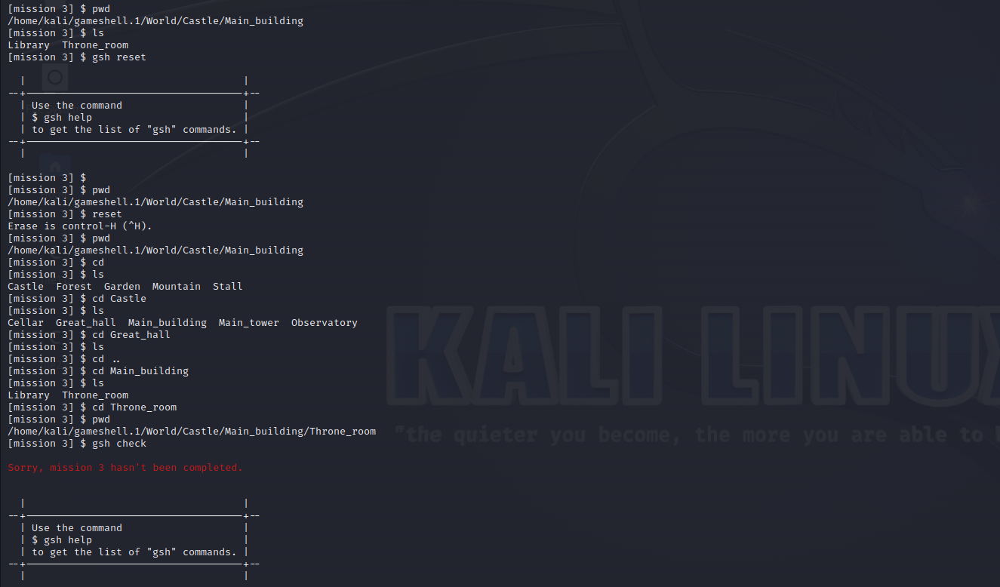 [mission 3] $ pwd
/home/kali/gameshell.1/World/Castle/Main_building
[mission 3] $ ls
Library  Throne_room
[mission 3] $ gsh reset
Use the command
$ gsh help
to get the list of "gsh" commands.
[mission 3] $
[mission 3] $ pwd
/home/kali/gameshell.1/World/Castle/Main_building
[mission 3] $ reset
Erase is control-H (^H).
[mission 3] $ pwd
/home/kali/gameshell.1/World/Castle/Main_building
[mission 3] $ cd
[mission 3] $ ls
Castle  Forest  Garden  Mountain  Stall
[mission 3] $ cd Castle
[mission 3] $ ls
Cellar  Great_hall  Main_building  Main_tower  Observatory
[mission 3] $ cd Great_hall
[mission 3] $ ls
[mission 3] $ cd ..
[mission 3] $ cd Main_building
[mission 3] $ ls
Library  Throne_room
[mission 3] $ cd Throne_room
[mission 3] $ pwd
/home/kali/gameshell.1/World/Castle/Main_building/Throne_room
[mission 3] $ gsh check
Sorry, mission 3 hasn't been completed.
Use the command
$ gsh help
to get the list of "gsh" commands.
KALI LINU
"the quieter you become, the more you are able to